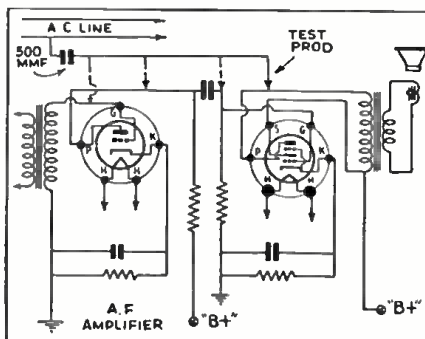 A C LINE
500
MMF
TEST
PROD
G
P
K
H
H
S
G
P
K
H
H
A.F
AMPLIFIER
"B+"
"B+"